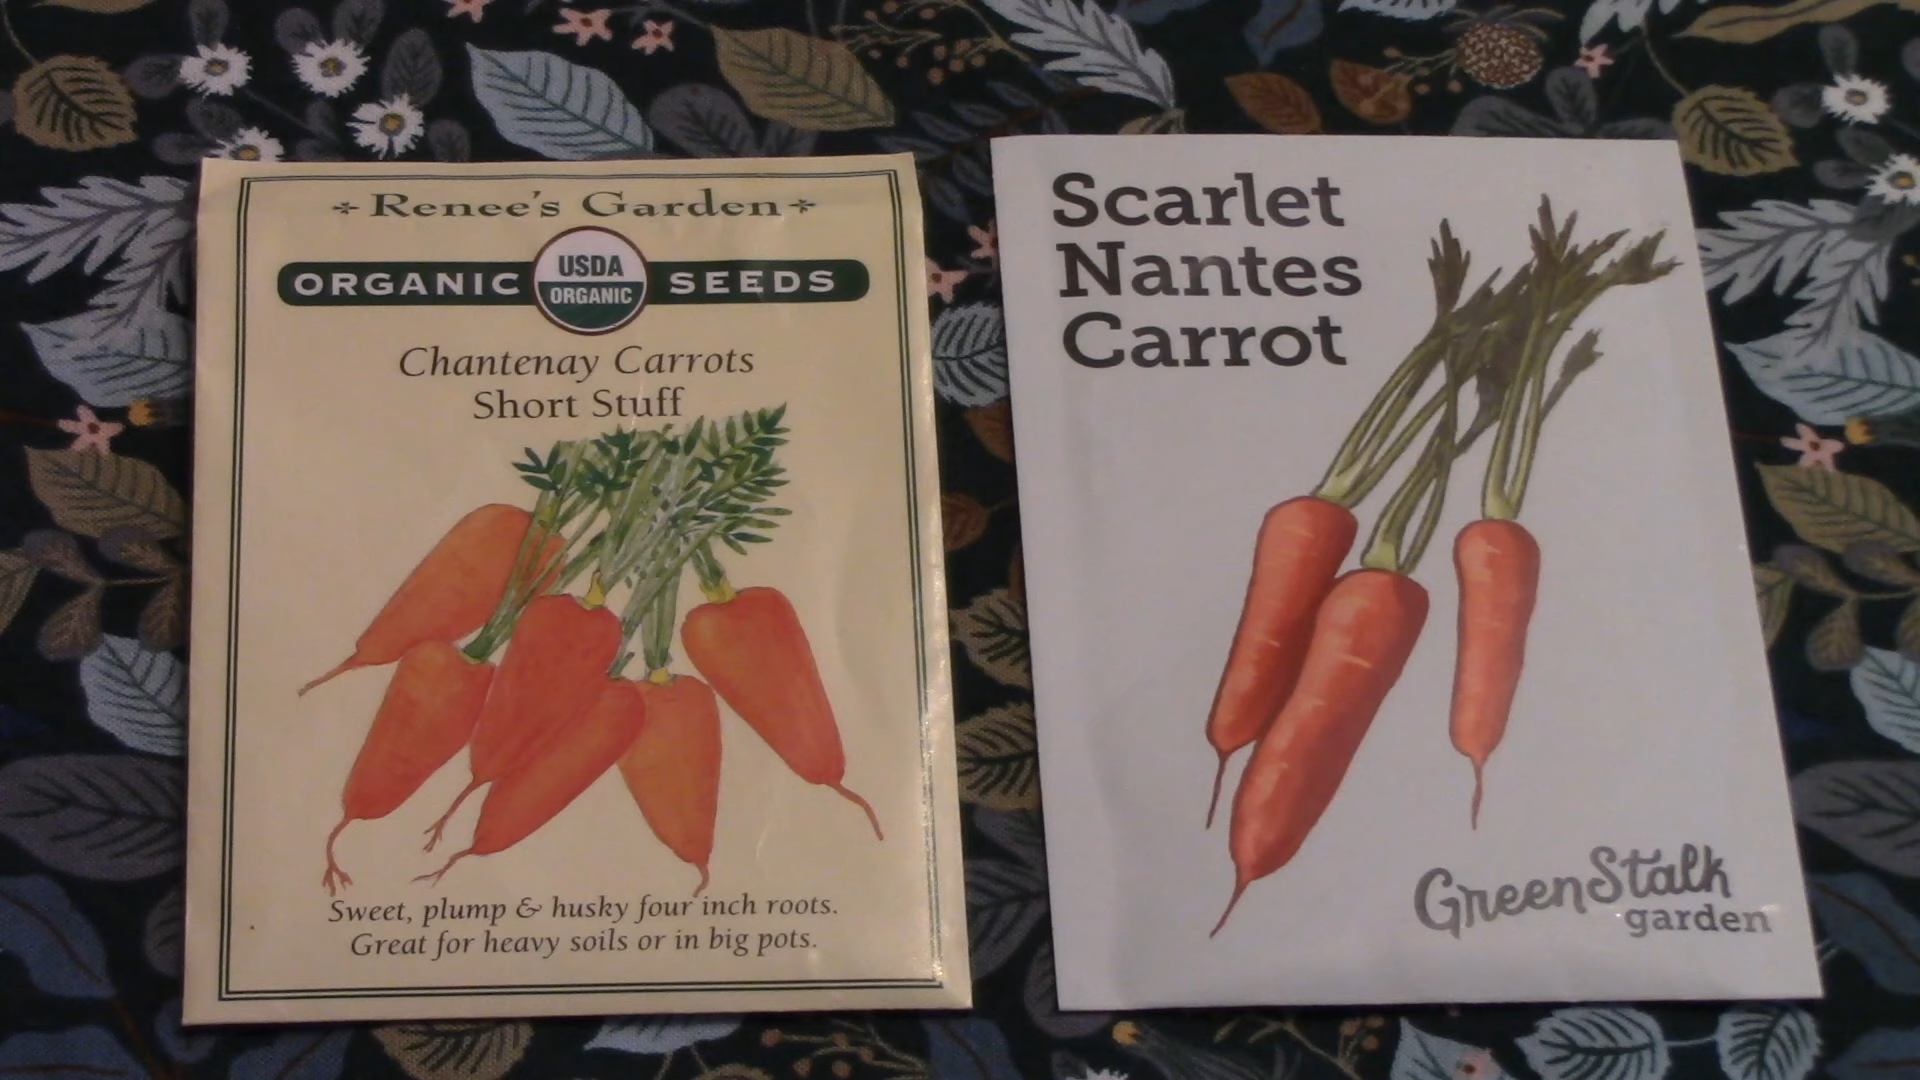 Renee's Garden
ORGANIC USDA ORGANIC SEEDS
Chantenay Carrots
Short Stuff
Sweet, plump & husky four inch roots.
Great for heavy soils or in big pots.
Scarlet
Nantes
Carrot
GreenStalk
garden